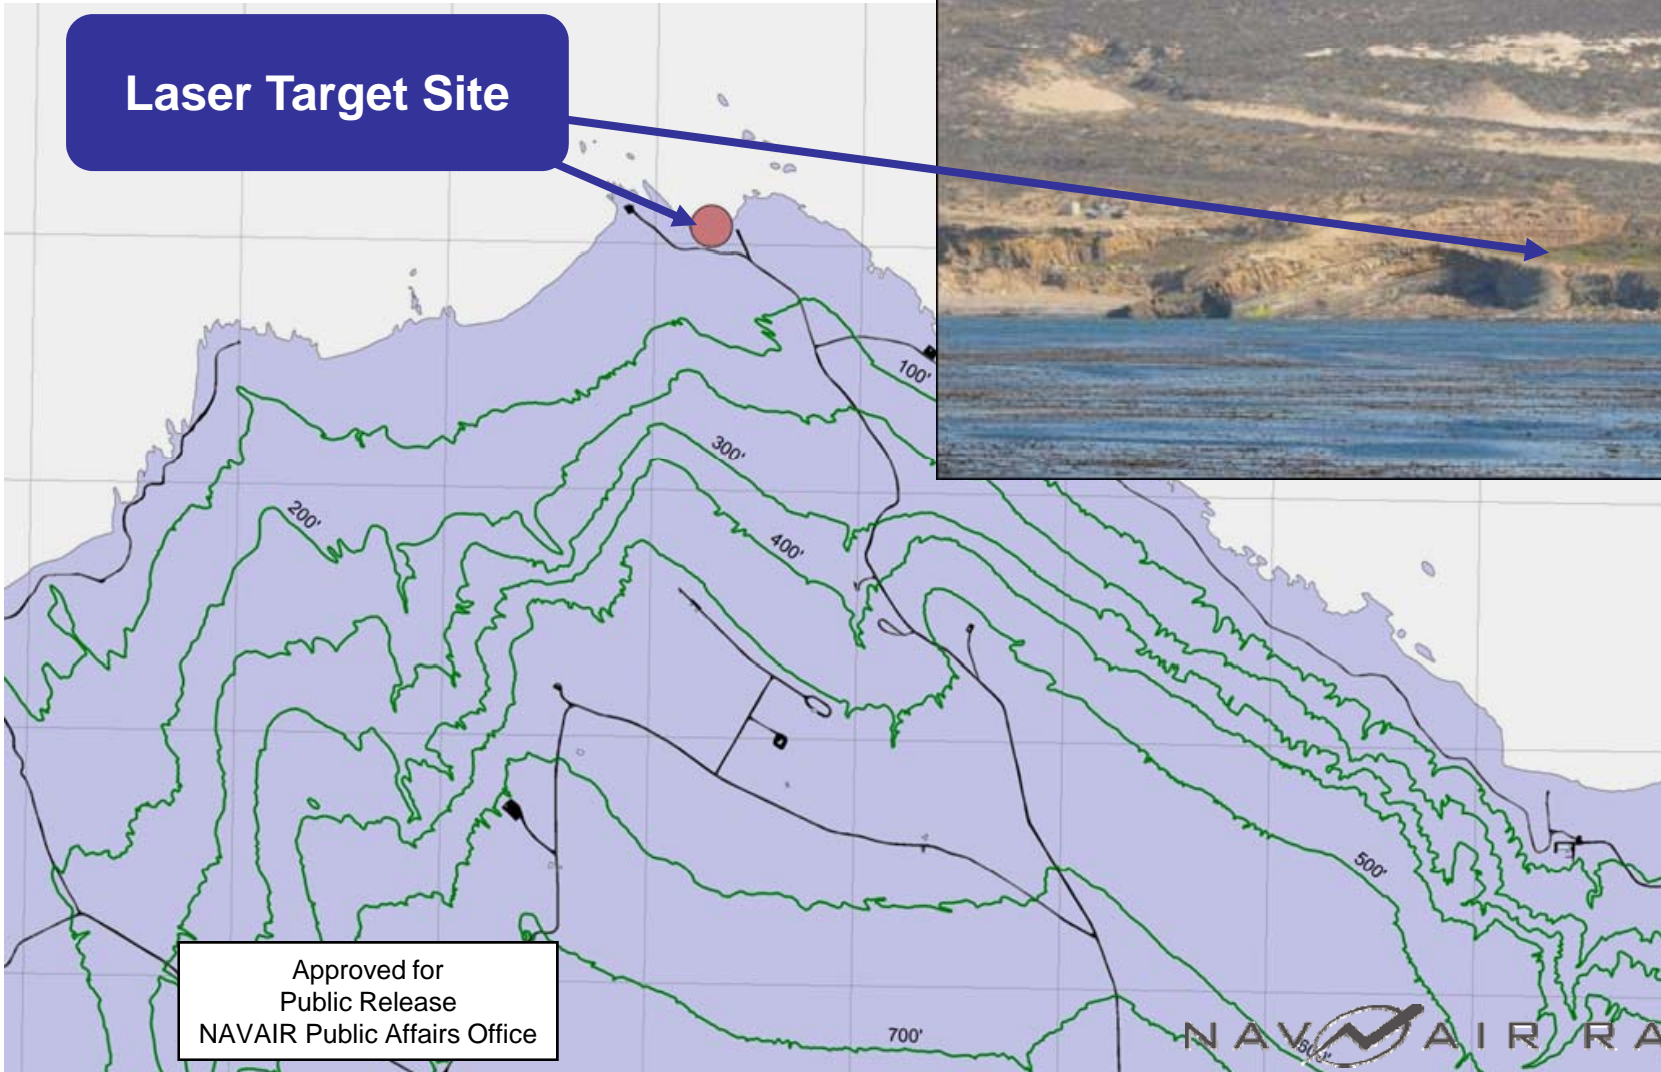 Laser Target Site
100'
300'
200'
400'
500'
Approved for
Public Release
NAVAIR Public Affairs Office
700'
600'
NAVAIR RA